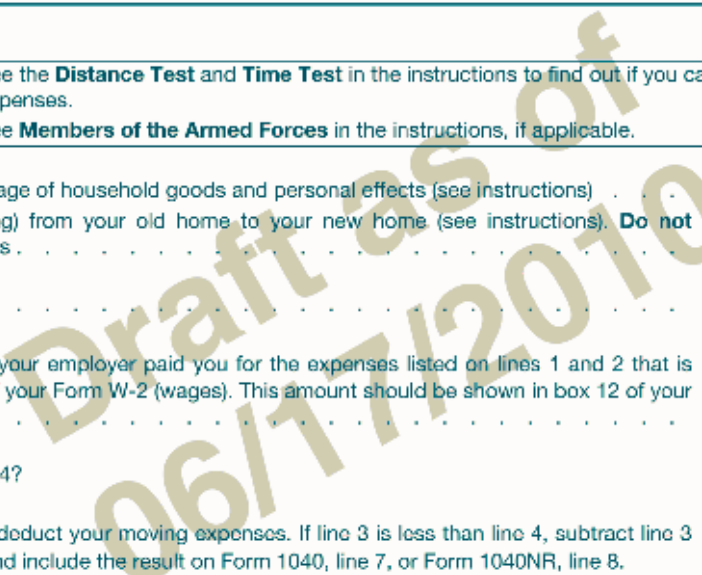 e the Distance Test and Time Test in the instructions to find out if you ca
penses.
e Members of the Armed Forces in the instructions, if applicable.
age of household goods and personal effects (see instructions) . . .
g) from your old home to your new home (see instructions). Do not
s . . . . . . . . . . . . . . . . . . . . . . . .
. . . . . . . . . . . . . . . . . . . . . . . .
your employer paid you for the expenses listed on lines 1 and 2 that is
your Form W-2 (wages). This amount should be shown in box 12 of your
. . . . . . . . . . . . . . . . . . . . . . . .
4?
deduct your moving expenses. If line 3 is less than line 4, subtract line 3
nd include the result on Form 1040, line 7, or Form 1040NR, line 8.
Draft as of
06/17/2010